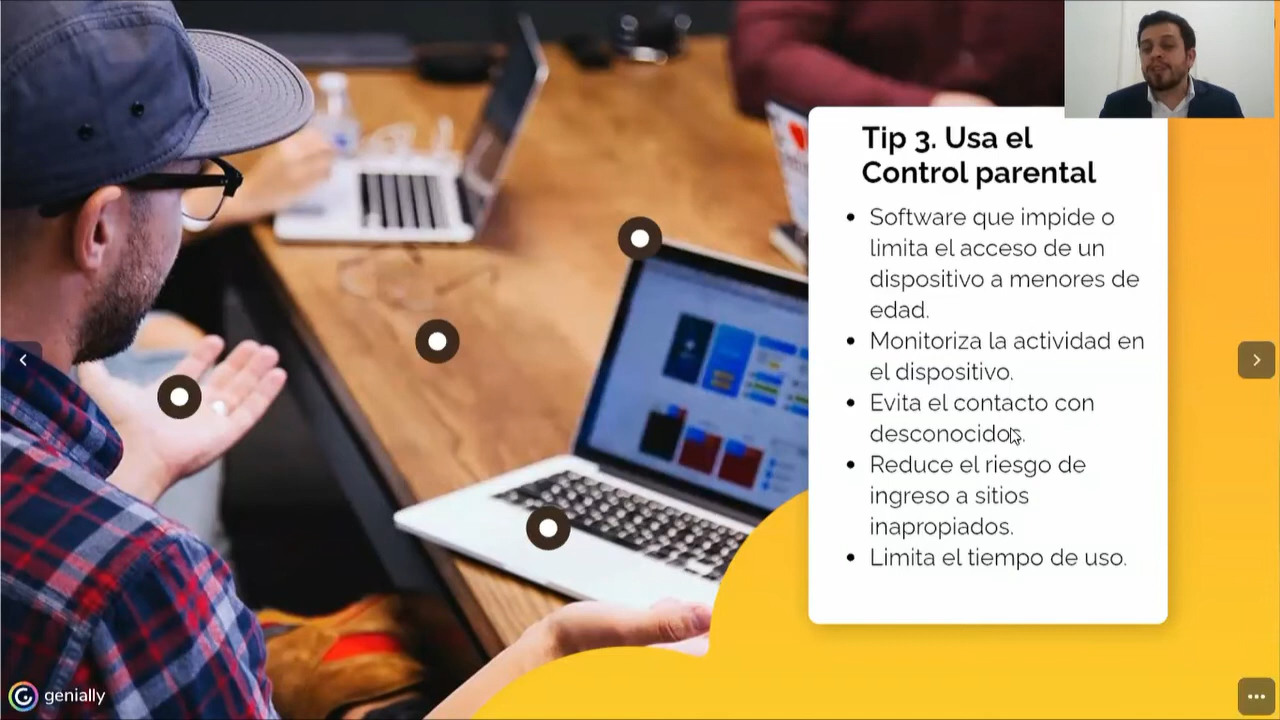 Tip 3. Usa el
Control parental
• Software que impide o
limita el acceso de un
dispositivo a menores de
edad.
• Monitoriza la actividad en
el dispositivo.
• Evita el contacto con
desconocidos.
• Reduce el riesgo de
ingreso a sitios
inapropiados.
• Limita el tiempo de uso.
genially